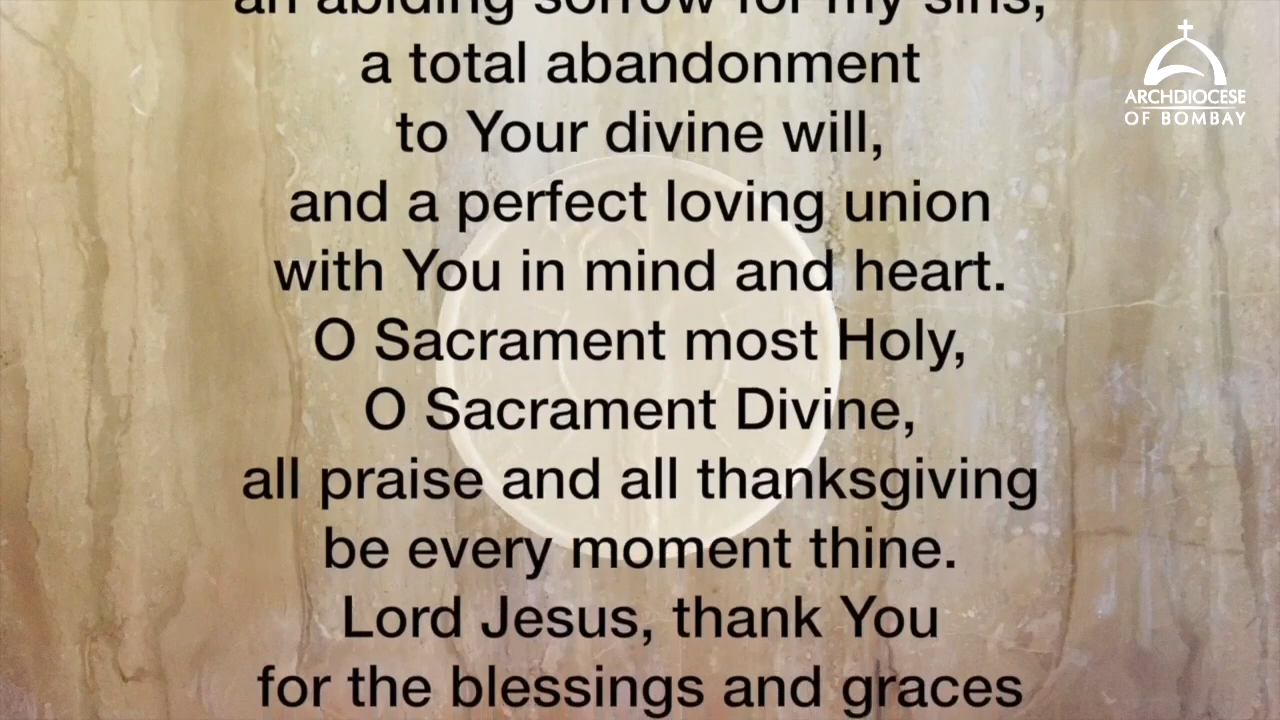 an abiding sorrow for my sins,
a total abandonment
to Your divine will,
and a perfect loving union
with You in mind and heart.
O Sacrament most Holy,
O Sacrament Divine,
all praise and all thanksgiving
be every moment thine.
Lord Jesus, thank You
for the blessings and graces
ARCHDIOCESE
OF BOMBAY